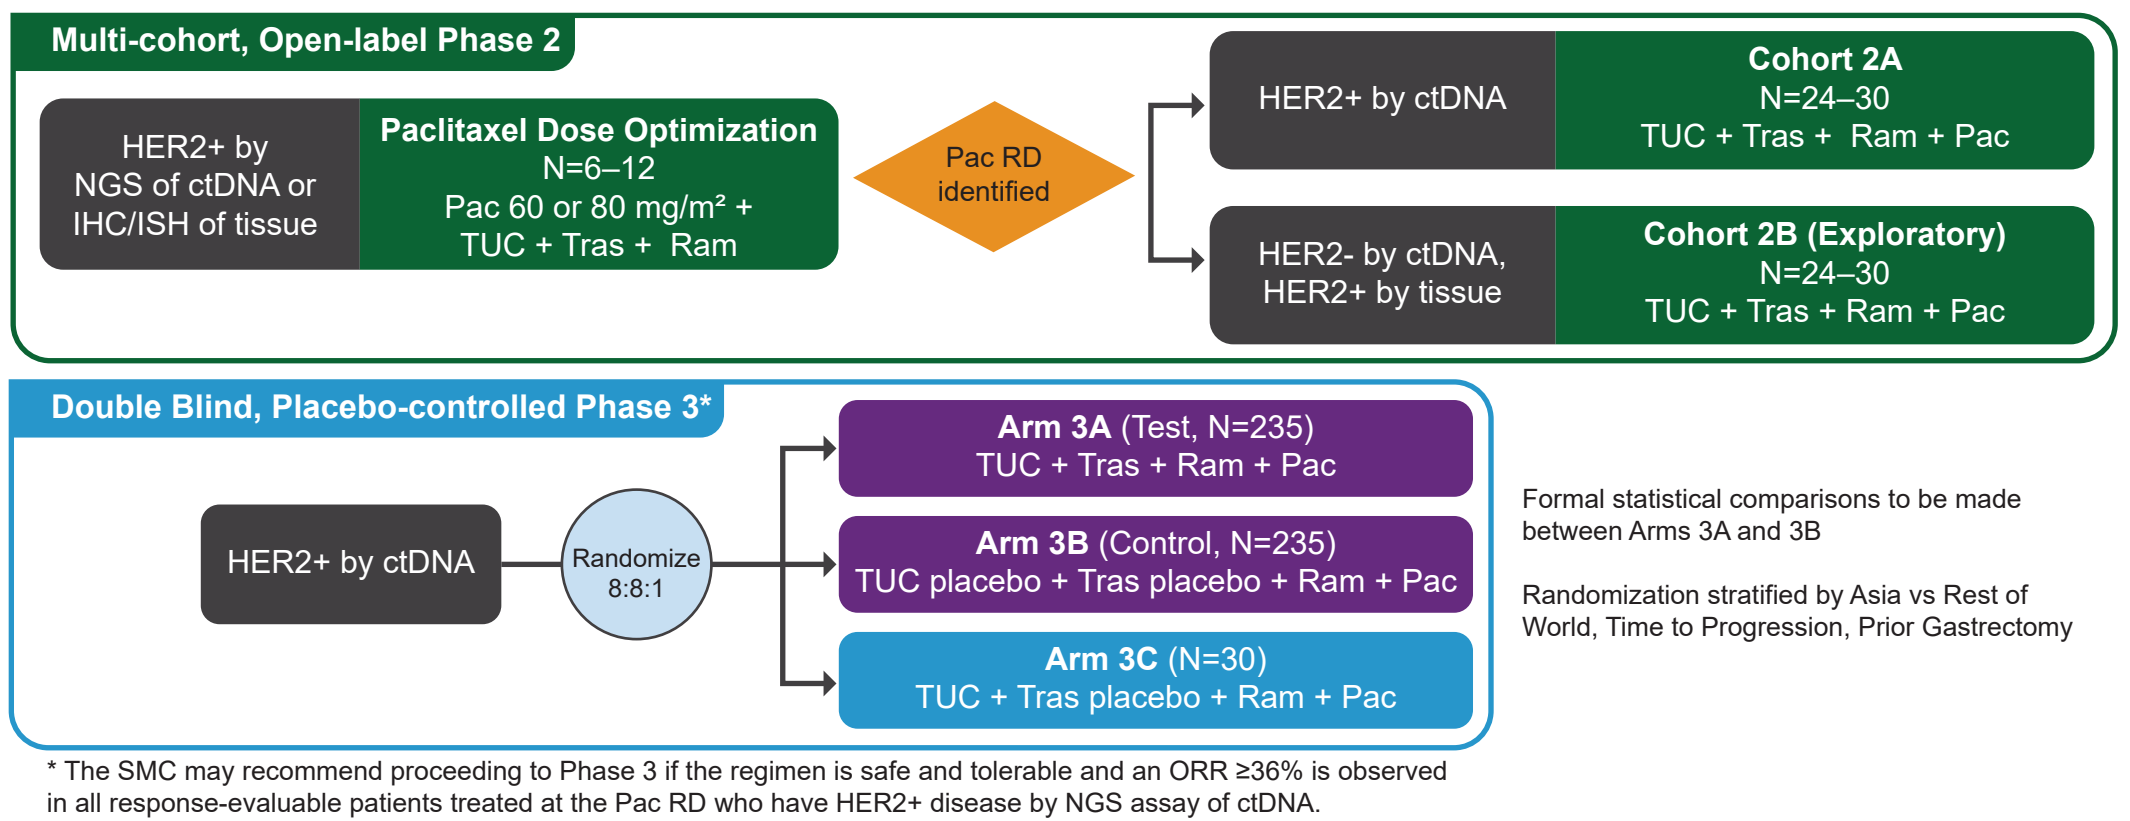 Multi-cohort, Open-label Phase 2
HER2+ by
NGS of ctDNA or
IHC/ISH of tissue
Paclitaxel Dose Optimization
N=6–12
Pac 60 or 80 mg/m² +
TUC + Tras + Ram
Pac RD
identified
HER2+ by ctDNA
Cohort 2A
N=24–30
TUC + Tras + Ram + Pac
HER2- by ctDNA,
HER2+ by tissue
Cohort 2B (Exploratory)
N=24–30
TUC + Tras + Ram + Pac
Double Blind, Placebo-controlled Phase 3*
HER2+ by ctDNA
Randomize
8:8:1
Arm 3A (Test, N=235)
TUC + Tras + Ram + Pac
Arm 3B (Control, N=235)
TUC placebo + Tras placebo + Ram + Pac
Arm 3C (N=30)
TUC + Tras placebo + Ram + Pac
Formal statistical comparisons to be made
between Arms 3A and 3B
Randomization stratified by Asia vs Rest of
World, Time to Progression, Prior Gastrectomy
* The SMC may recommend proceeding to Phase 3 if the regimen is safe and tolerable and an ORR ≥36% is observed
in all response-evaluable patients treated at the Pac RD who have HER2+ disease by NGS assay of ctDNA.